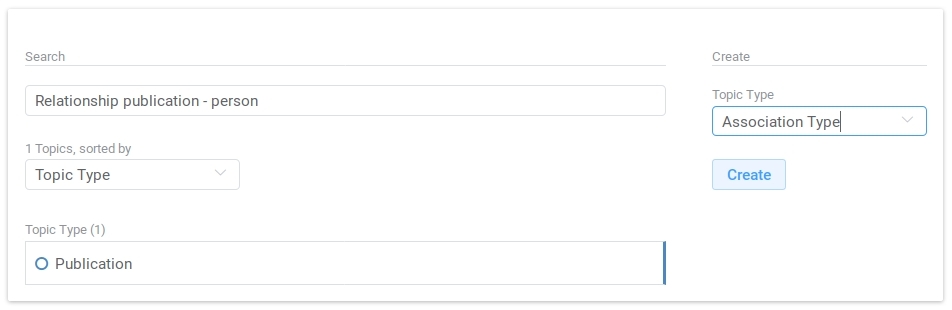 Search
Relationship publication - person
1 Topics, sorted by
Topic Type
Topic Type (1)
Publication
Create
Topic Type
Association Type
Create